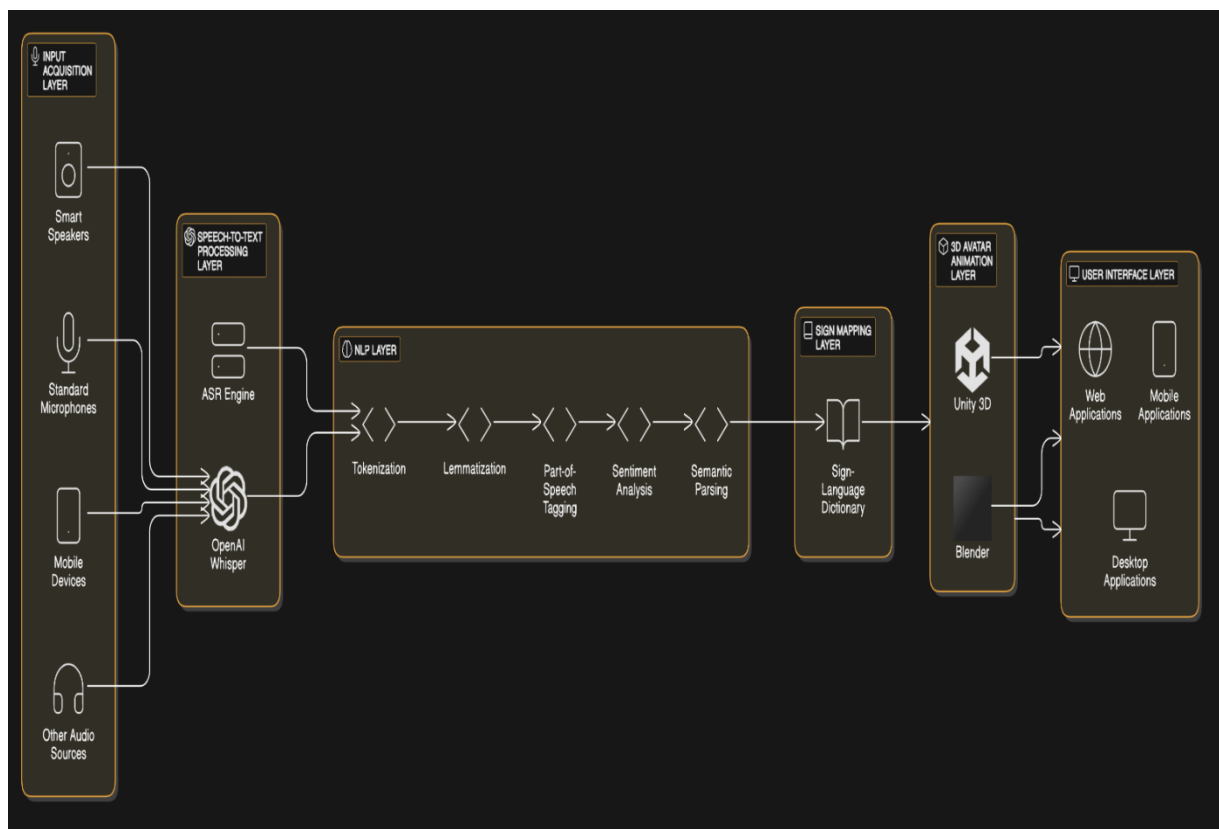 INPUT
ACQUISITION
LAYER
Smart
Speakers
Standard
Microphones
Mobile
Devices
Other Audio
Sources
SPEECH-TO-TEXT
PROCESSING
LAYER
ASR Engine
OpenAI
Whisper
NLP LAYER
Tokenization
Lemmatization
Part-of-
Speech
Tagging
Sentiment
Analysis
Semantic
Parsing
SIGN MAPPING
LAYER
Sign-
Language
Dictionary
3D AVATAR
ANIMATION
LAYER
Unity 3D
Blender
USER INTERFACE LAYER
Web
Applications
Mobile
Applications
Desktop
Applications